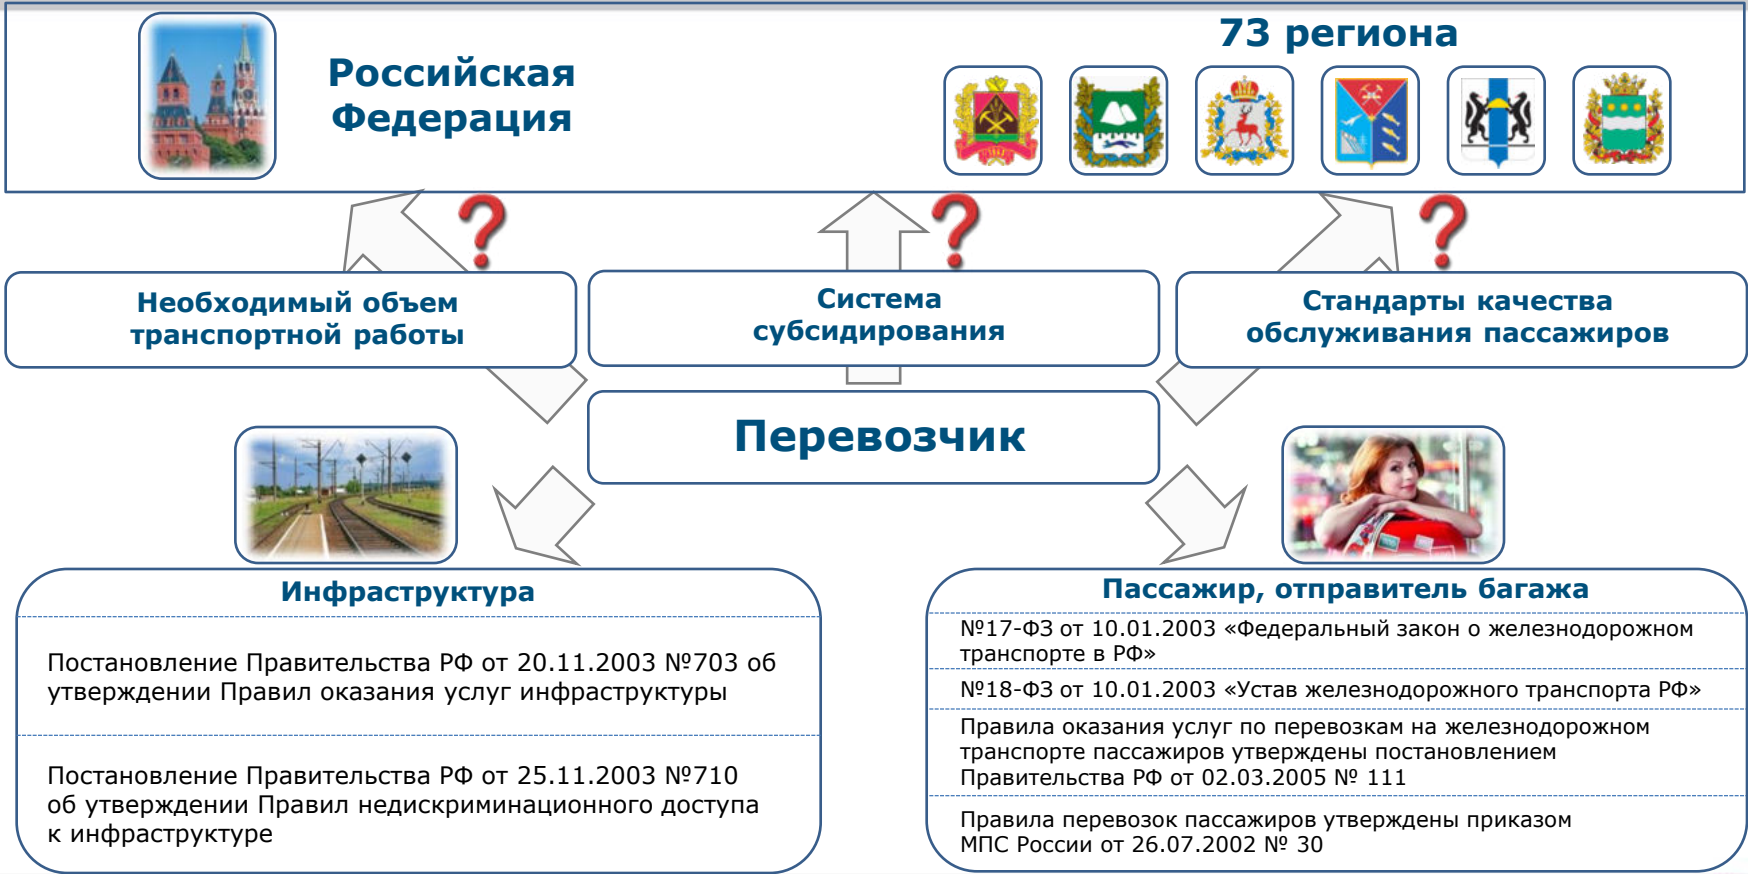 Российская
Федерация
73 региона
?
?
?
Необходимый объем
транспортной работы
Система
субсидирования
Стандарты качества
обслуживания пассажиров
Перевозчик
Инфраструктура
Постановление Правительства РФ от 20.11.2003 №703 об
утверждении Правил оказания услуг инфраструктуры
Постановление Правительства РФ от 25.11.2003 №710
об утверждении Правил недискриминационного доступа
к инфраструктуре
Пассажир, отправитель багажа
№17-ФЗ от 10.01.2003 «Федеральный закон о железнодорожном
транспорте в РФ»
№18-ФЗ от 10.01.2003 «Устав железнодорожного транспорта РФ»
Правила оказания услуг по перевозкам на железнодорожном
транспорте пассажиров утверждены постановлением
Правительства РФ от 02.03.2005 № 111
Правила перевозок пассажиров утверждены приказом
МПС России от 26.07.2002 № 30